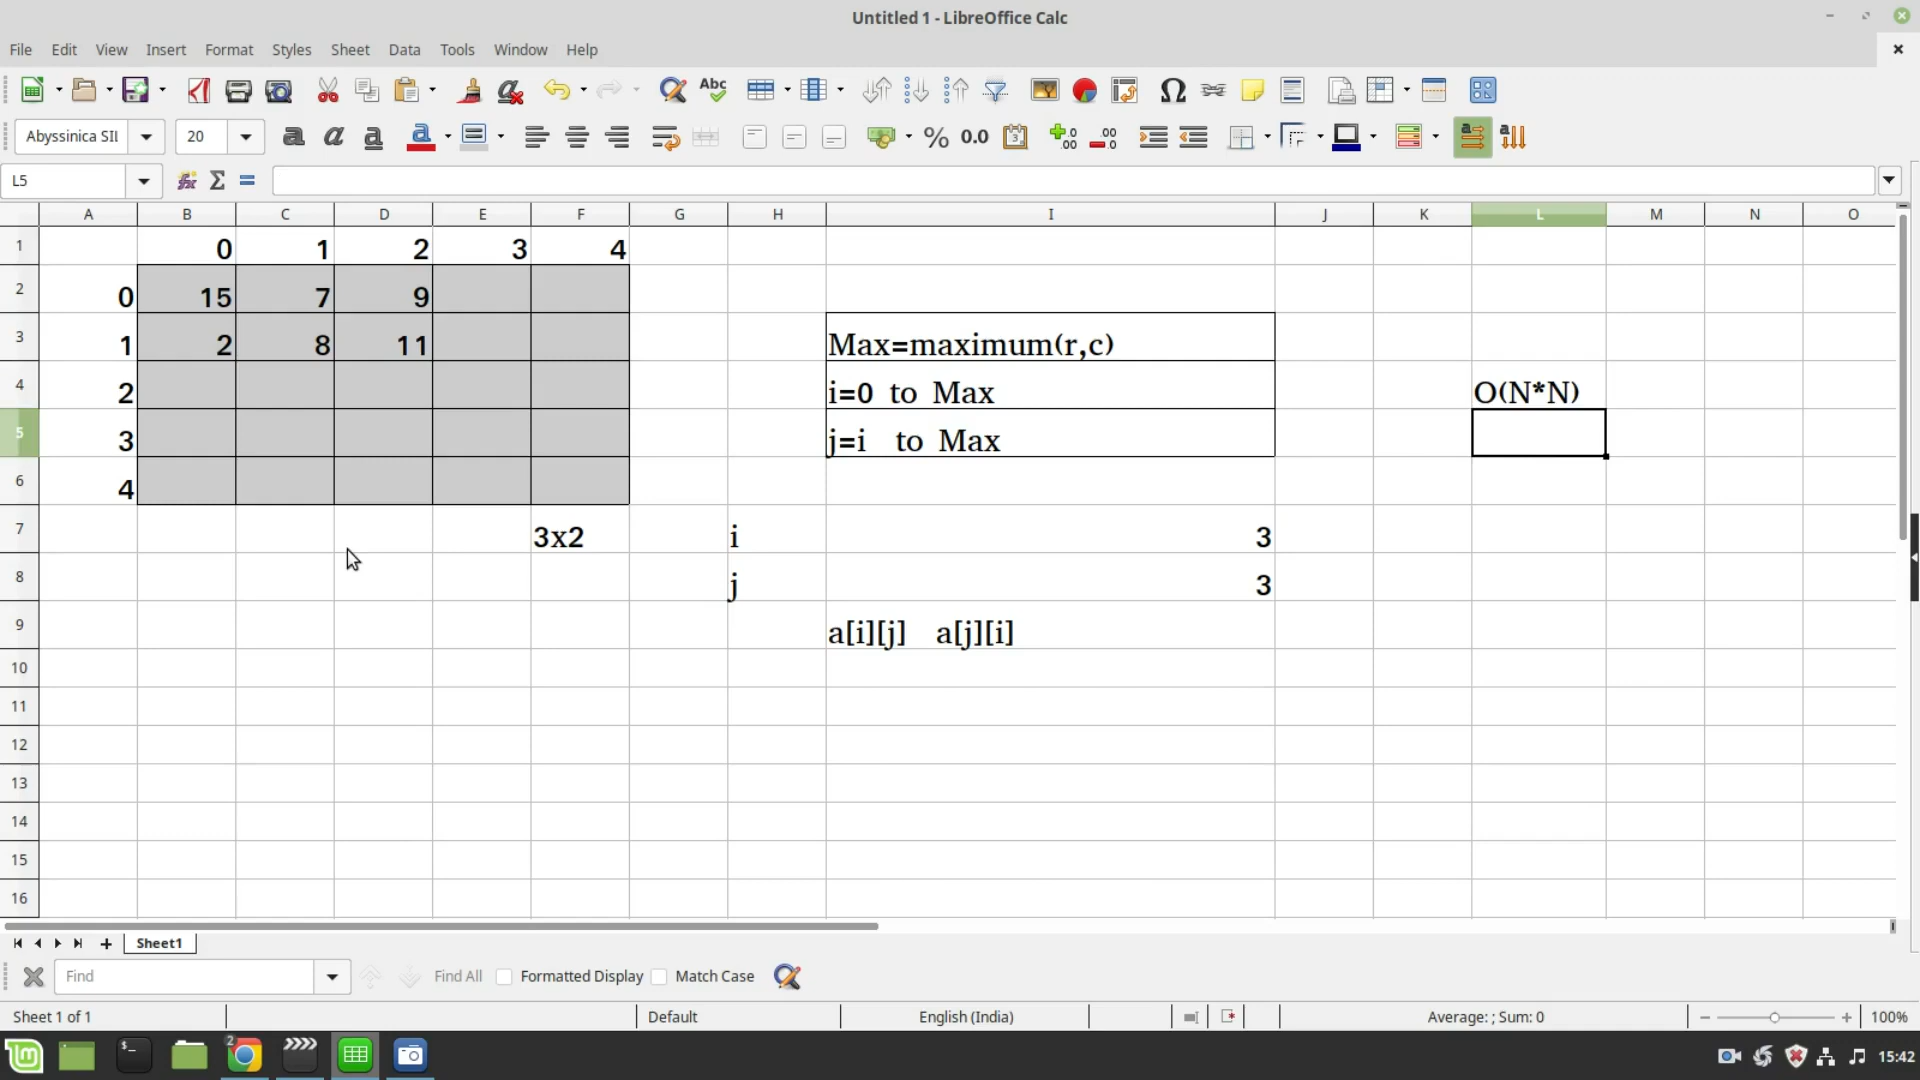 Untitled 1 - LibreOffice Calc
File Edit View Insert Format Styles Sheet Data Tools Window Help
Abc
Abyssinica SIL 20 a a a a % 0.0
L5 Σ =
A B C D E F G H I J K L M N O
1 0 1 2 3 4
2 0 15 7 9
3 1 2 8 11 Max=maximum(r,c)
4 2 i=0 to Max O(N*N)
5 3 j=i to Max
6 4
7 3x2 i 3
8 j 3
9 a[i][j] a[j][i]
10
11
12
13
14
15
16
Sheet1
Find Find All Formatted Display Match Case
Sheet 1 of 1 Default English (India) Average: ; Sum: 0 100%
2 15:42